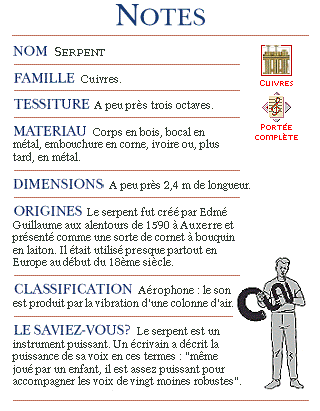 NOTES
NOM SERPENT
FAMILLE Cuivres.
CUIVRES
TESSITURE A peu près trois octaves.
PORTÉE
COMPLÈTE
MATERIAU Corps en bois, bocal en
métal, embouchure en corne, ivoire ou, plus
tard, en métal.
DIMENSIONS A peu près 2,4 m de longueur.
ORIGINES Le serpent fut créé par Edmé
Guillaume aux alentours de 1590 à Auxerre et
présenté comme une sorte de cornet à bouquin
en laiton. Il était utilisé presque partout en
Europe au début du 18ème siècle.
CLASSIFICATION Aérophone : le son
est produit par la vibration d'une colonne d'air.
LE SAVIEZ-VOUS? Le serpent est un
instrument puissant. Un écrivain a décrit la
puissance de sa voix en ces termes : "même
joué par un enfant, il est assez puissant pour
accompagner les voix de vingt moines robustes".